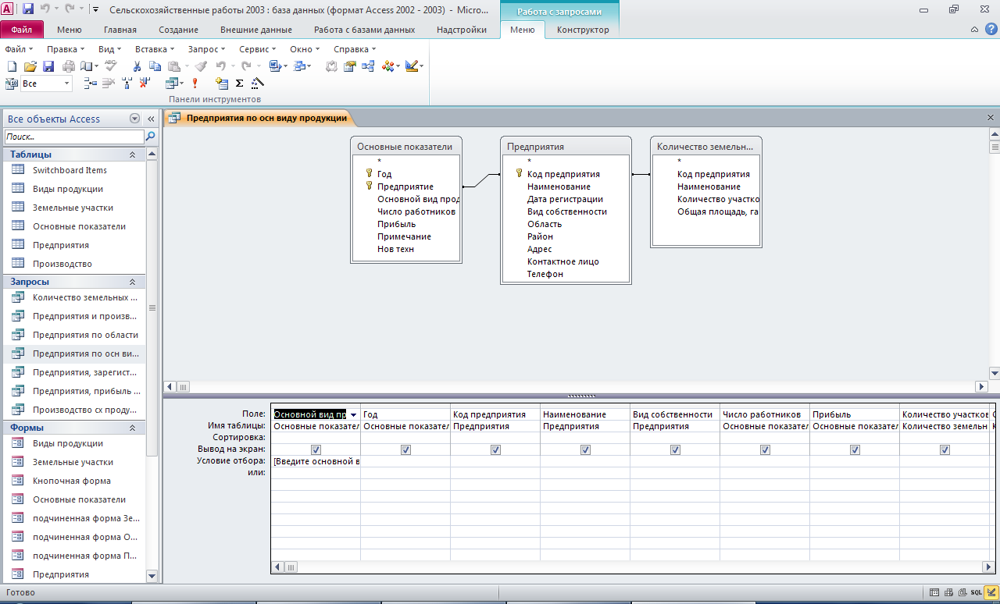 Сельскохозяйственные работы 2003 : база данных (формат Access 2002 - 2003) - Micro...
Работа с запросами
Файл Меню Главная Создание Внешние данные Работа с базами данных Надстройки Меню Конструктор
Файл Правка Вид Вставка Запрос Сервис Окно Справка
Все
Панели инструментов
Все объекты Access
Поиск...
Таблицы
Switchboard Items
Виды продукции
Земельные участки
Основные показатели
Предприятия
Производство
Запросы
Количество земельных ...
Предприятия и произв...
Предприятия по области
Предприятия по осн ви...
Предприятия, зарегист...
Предприятия, прибыль ...
Производство сх проду...
Формы
Виды продукции
Земельные участки
Кнопочная форма
Основные показатели
подчиненная форма Зе...
подчиненная форма О...
подчиненная форма П...
Предприятия
Предприятия по осн виду продукции
Основные показатели
*
Год
Предприятие
Основной вид прод
Число работников
Прибыль
Примечание
Нов техн
Предприятия
*
Код предприятия
Наименование
Дата регистрации
Вид собственности
Область
Район
Адрес
Контактное лицо
Телефон
Количество земельн...
*
Код предприятия
Наименование
Количество участко
Общая площадь, га
Поле: Основной вид пр Год Код предприятия Наименование Вид собственности Число работников Прибыль Количество участков
Имя таблицы: Основные показател Основные показател Предприятия Предприятия Предприятия Основные показател Основные показател Количество земельн
Сортировка:
Вывод на экран:
Условие отбора: [Введите основной в
или:
Готово
SQL